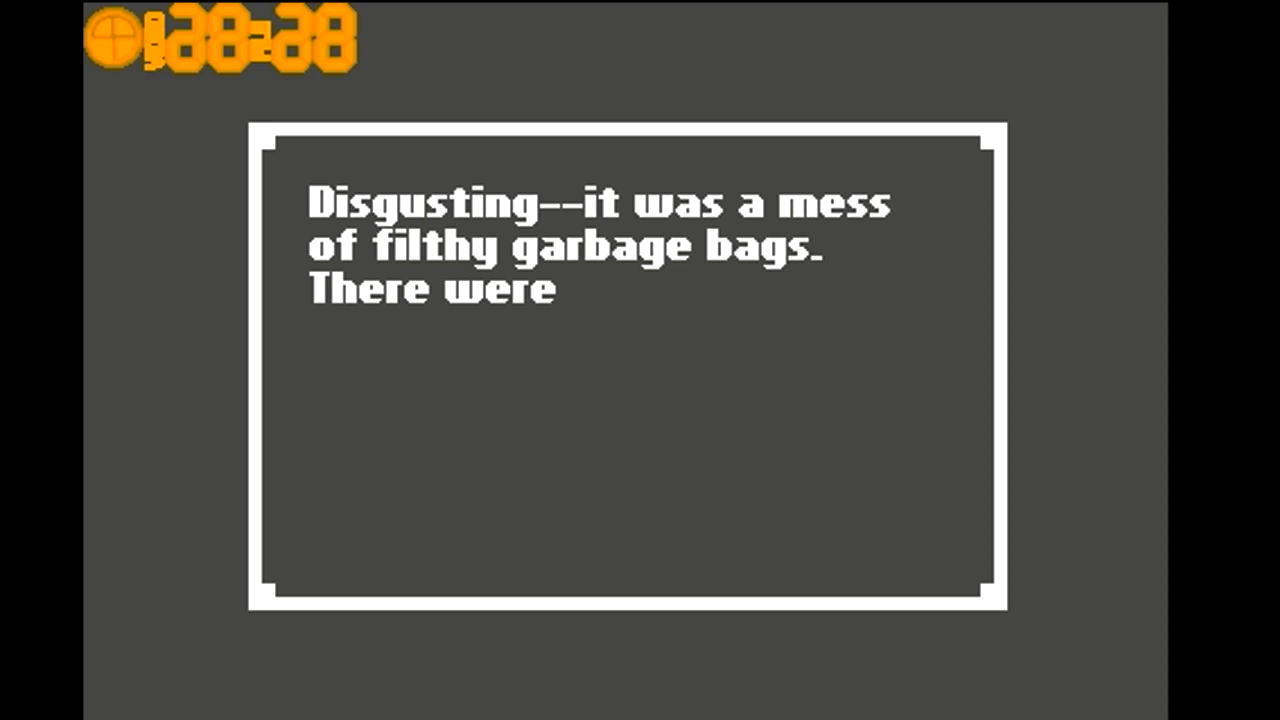 Disgusting--it was a mess
of filthy garbage bags.
There were